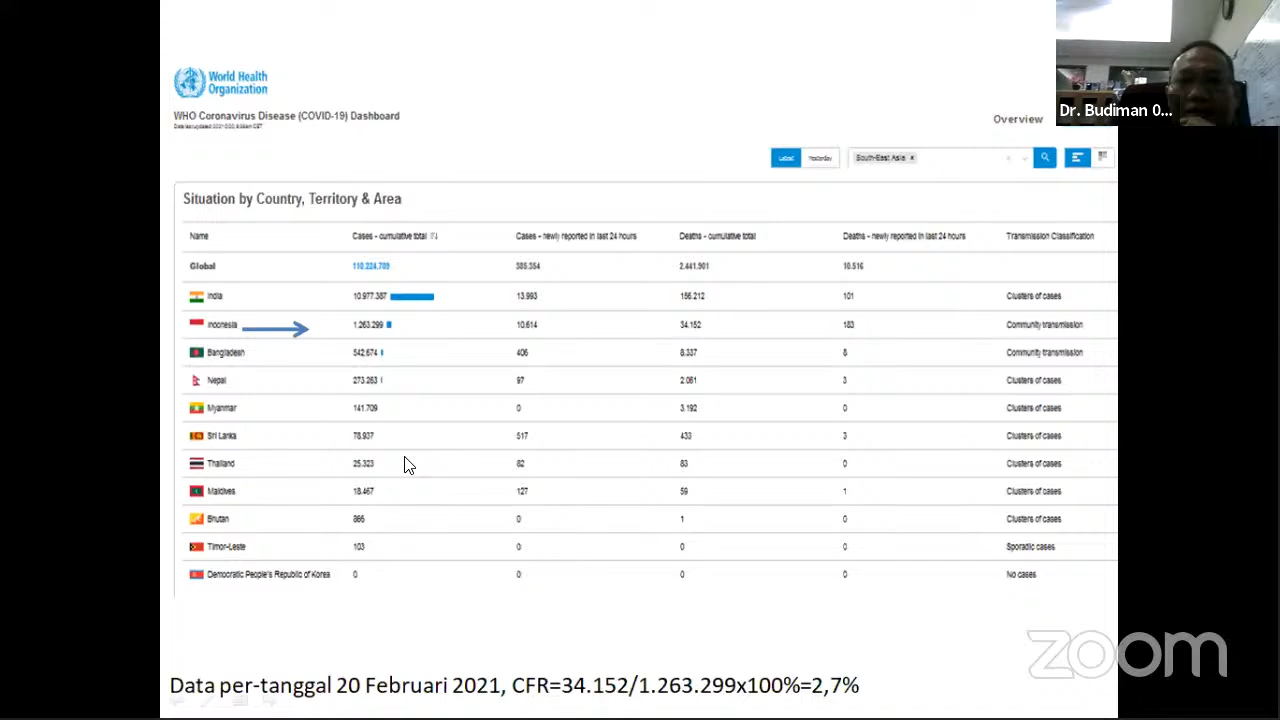 World Health
Organization
WHO Coronavirus Disease (COVID-19) Dashboard
Overview
Dr. Budiman 0...
Latest Yesterday South-East Asia ×
Situation by Country, Territory & Area
Name Cases - cumulative total Cases - newly reported in last 24 hours Deaths - cumulative total Deaths - newly reported in last 24 hours Transmission Classification
Global 110.224.709 385.354 2.441.901 10.516
India 10.977.387 13.993 156.212 101 Clusters of cases
Indonesia 1.263.299 10.614 34.152 183 Community transmission
Bangladesh 542.674 406 8.337 8 Community transmission
Nepal 273.263 97 2.061 3 Clusters of cases
Myanmar 141.709 0 3.192 0 Clusters of cases
Sri Lanka 78.937 517 433 3 Clusters of cases
Thailand 25.323 82 83 0 Clusters of cases
Maldives 18.467 127 59 1 Clusters of cases
Bhutan 866 0 1 0 Clusters of cases
Timor-Leste 103 0 0 0 Sporadic cases
Democratic People's Republic of Korea 0 0 0 0 No cases
zoom
Data per-tanggal 20 Februari 2021, CFR=34.152/1.263.299x100%=2,7%